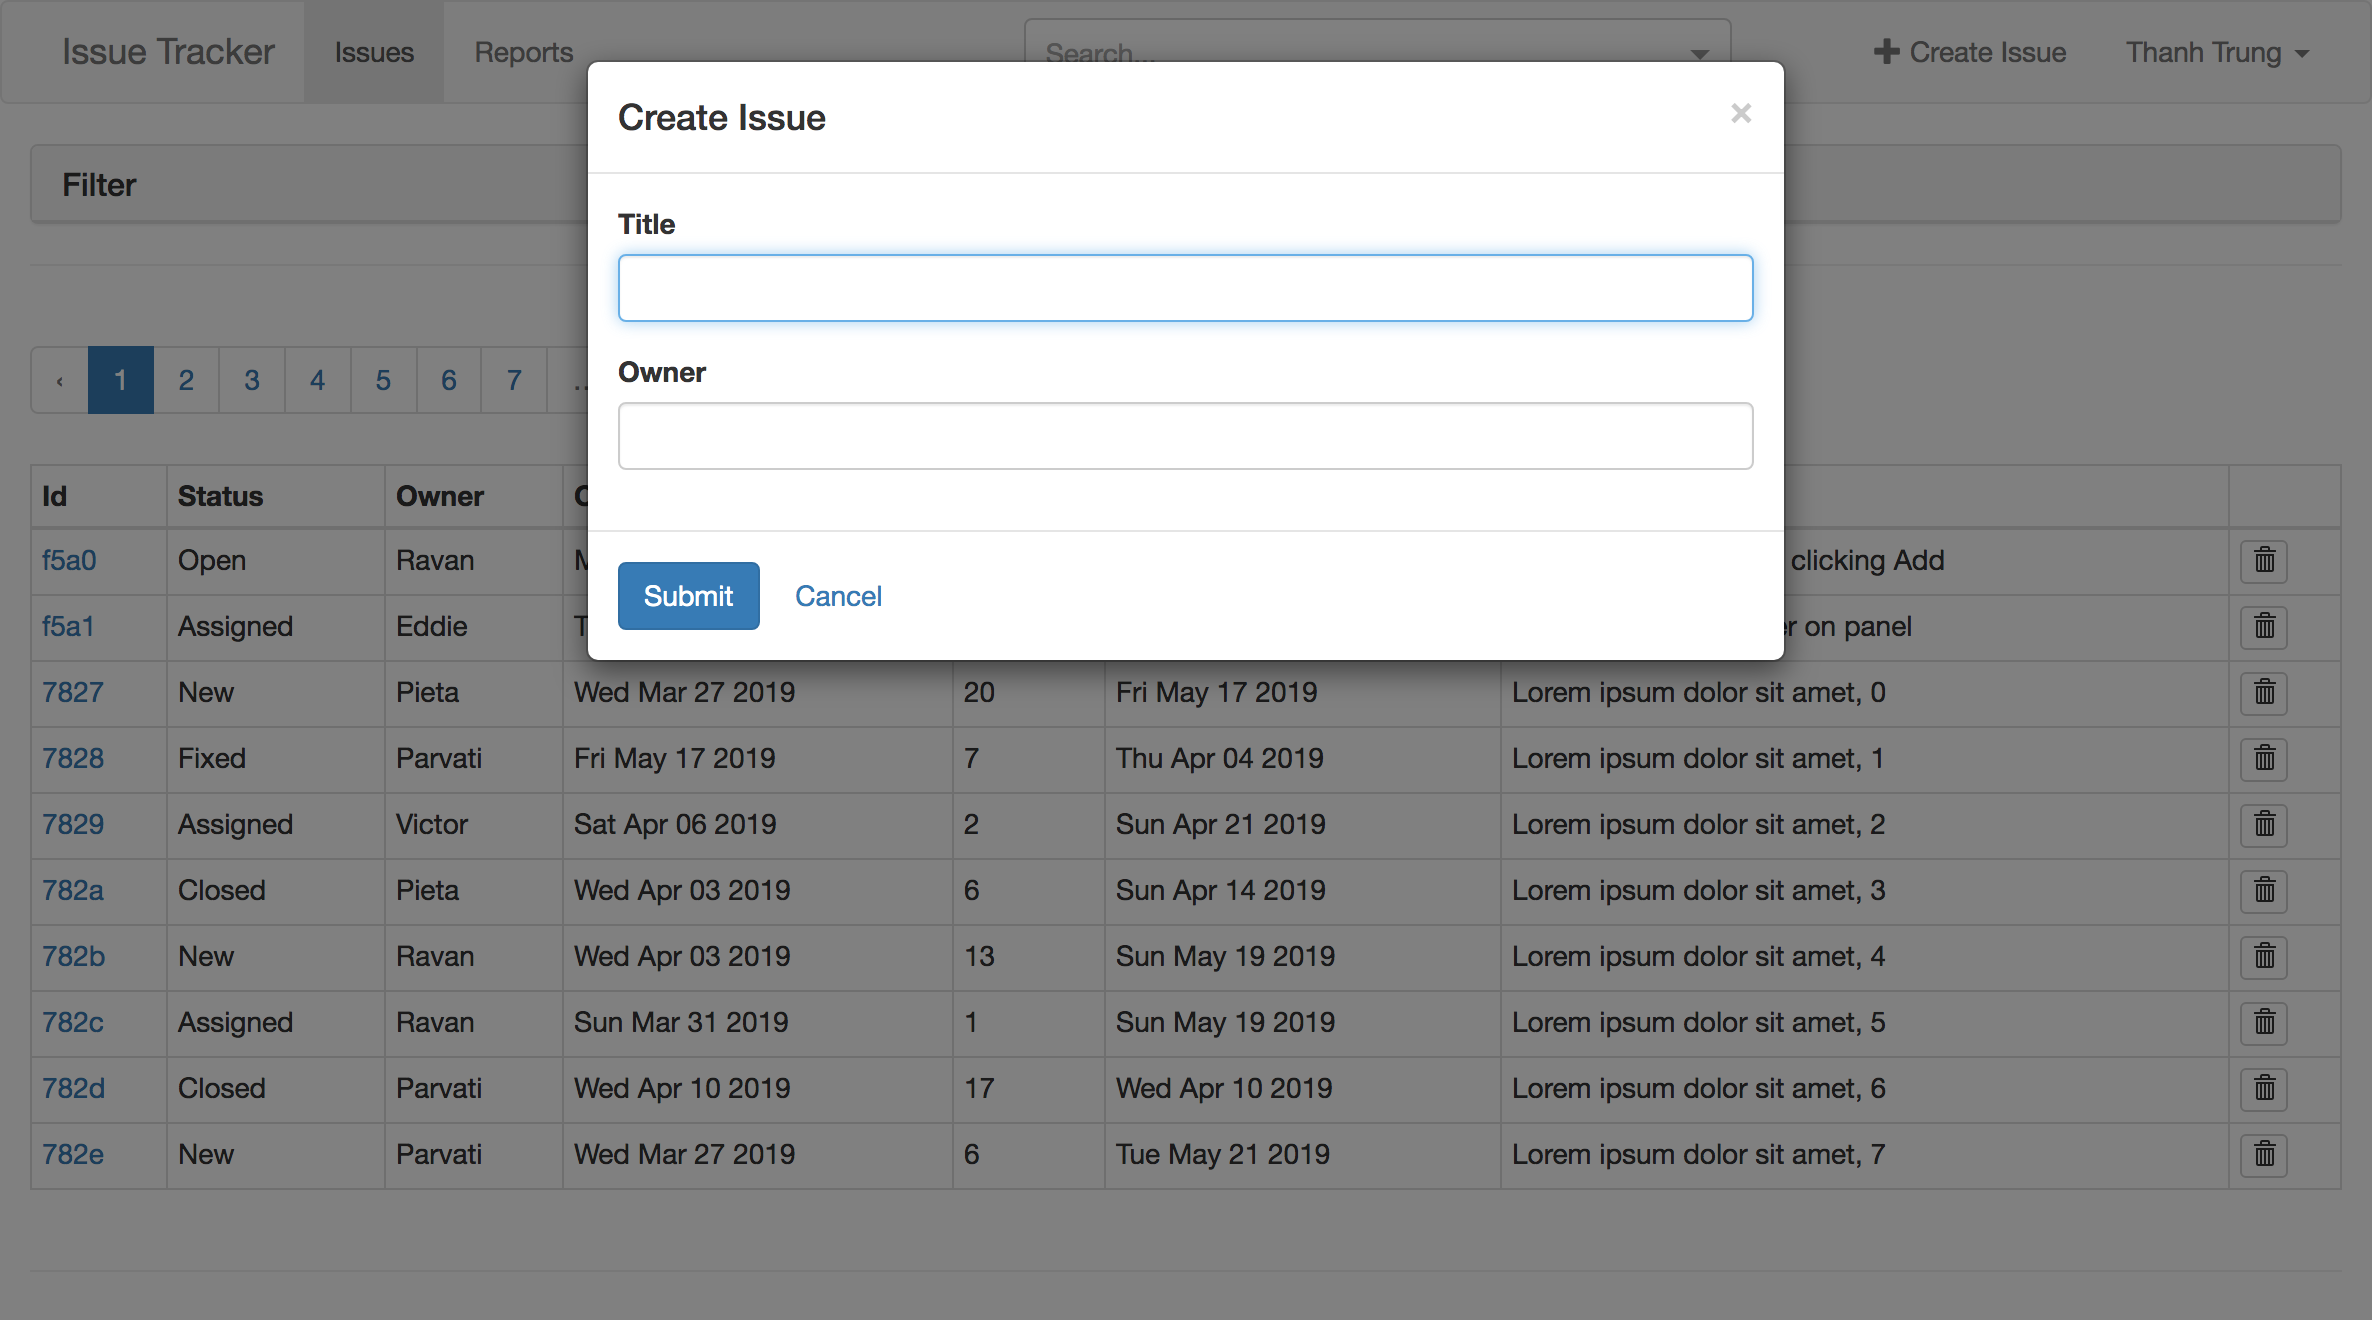 Issue Tracker Issues Reports Search... Create Issue Thanh Trung
Create Issue ×
Filter
Title
‹ 1 2 3 4 5 6 7
Owner
Id Status Owner
f5a0 Open Ravan clicking Add
Submit Cancel
f5a1 Assigned Eddie on panel
7827 New Pieta Wed Mar 27 2019 20 Fri May 17 2019 Lorem ipsum dolor sit amet, 0
7828 Fixed Parvati Fri May 17 2019 7 Thu Apr 04 2019 Lorem ipsum dolor sit amet, 1
7829 Assigned Victor Sat Apr 06 2019 2 Sun Apr 21 2019 Lorem ipsum dolor sit amet, 2
782a Closed Pieta Wed Apr 03 2019 6 Sun Apr 14 2019 Lorem ipsum dolor sit amet, 3
782b New Ravan Wed Apr 03 2019 13 Sun May 19 2019 Lorem ipsum dolor sit amet, 4
782c Assigned Ravan Sun Mar 31 2019 1 Sun May 19 2019 Lorem ipsum dolor sit amet, 5
782d Closed Parvati Wed Apr 10 2019 17 Wed Apr 10 2019 Lorem ipsum dolor sit amet, 6
782e New Parvati Wed Mar 27 2019 6 Tue May 21 2019 Lorem ipsum dolor sit amet, 7